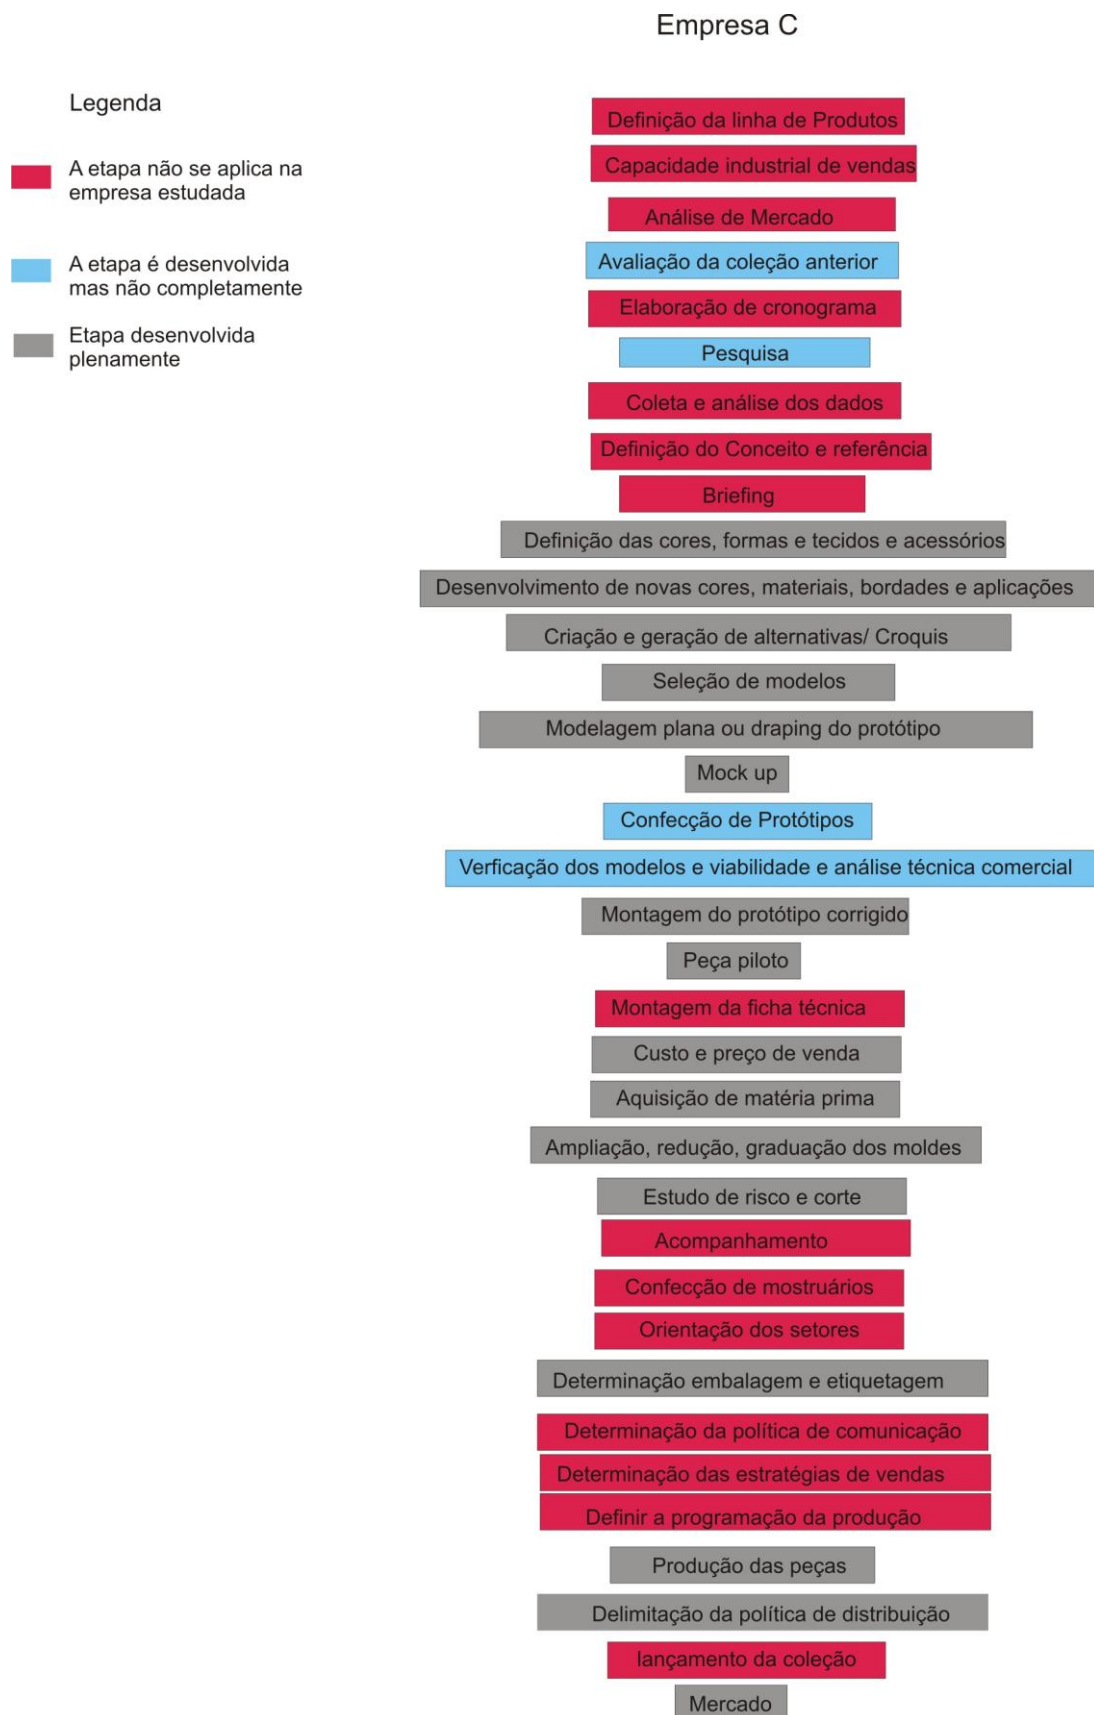 Empresa C
Legenda
A etapa não se aplica na
empresa estudada
A etapa é desenvolvida
mas não completamente
Etapa desenvolvida
plenamente
Definição da linha de Produtos
Capacidade industrial de vendas
Análise de Mercado
Avaliação da coleção anterior
Elaboração de cronograma
Pesquisa
Coleta e análise dos dados
Definição do Conceito e referência
Briefing
Definição das cores, formas e tecidos e acessórios
Desenvolvimento de novas cores, materiais, bordades e aplicações
Criação e geração de alternativas/ Croquis
Seleção de modelos
Modelagem plana ou draping do protótipo
Mock up
Confecção de Protótipos
Verficação dos modelos e viabilidade e análise técnica comercial
Montagem do protótipo corrigido
Peça piloto
Montagem da ficha técnica
Custo e preço de venda
Aquisição de matéria prima
Ampliação, redução, graduação dos moldes
Estudo de risco e corte
Acompanhamento
Confecção de mostruários
Orientação dos setores
Determinação embalagem e etiquetagem
Determinação da política de comunicação
Determinação das estratégias de vendas
Definir a programação da produção
Produção das peças
Delimitação da política de distribuição
lançamento da coleção
Mercado